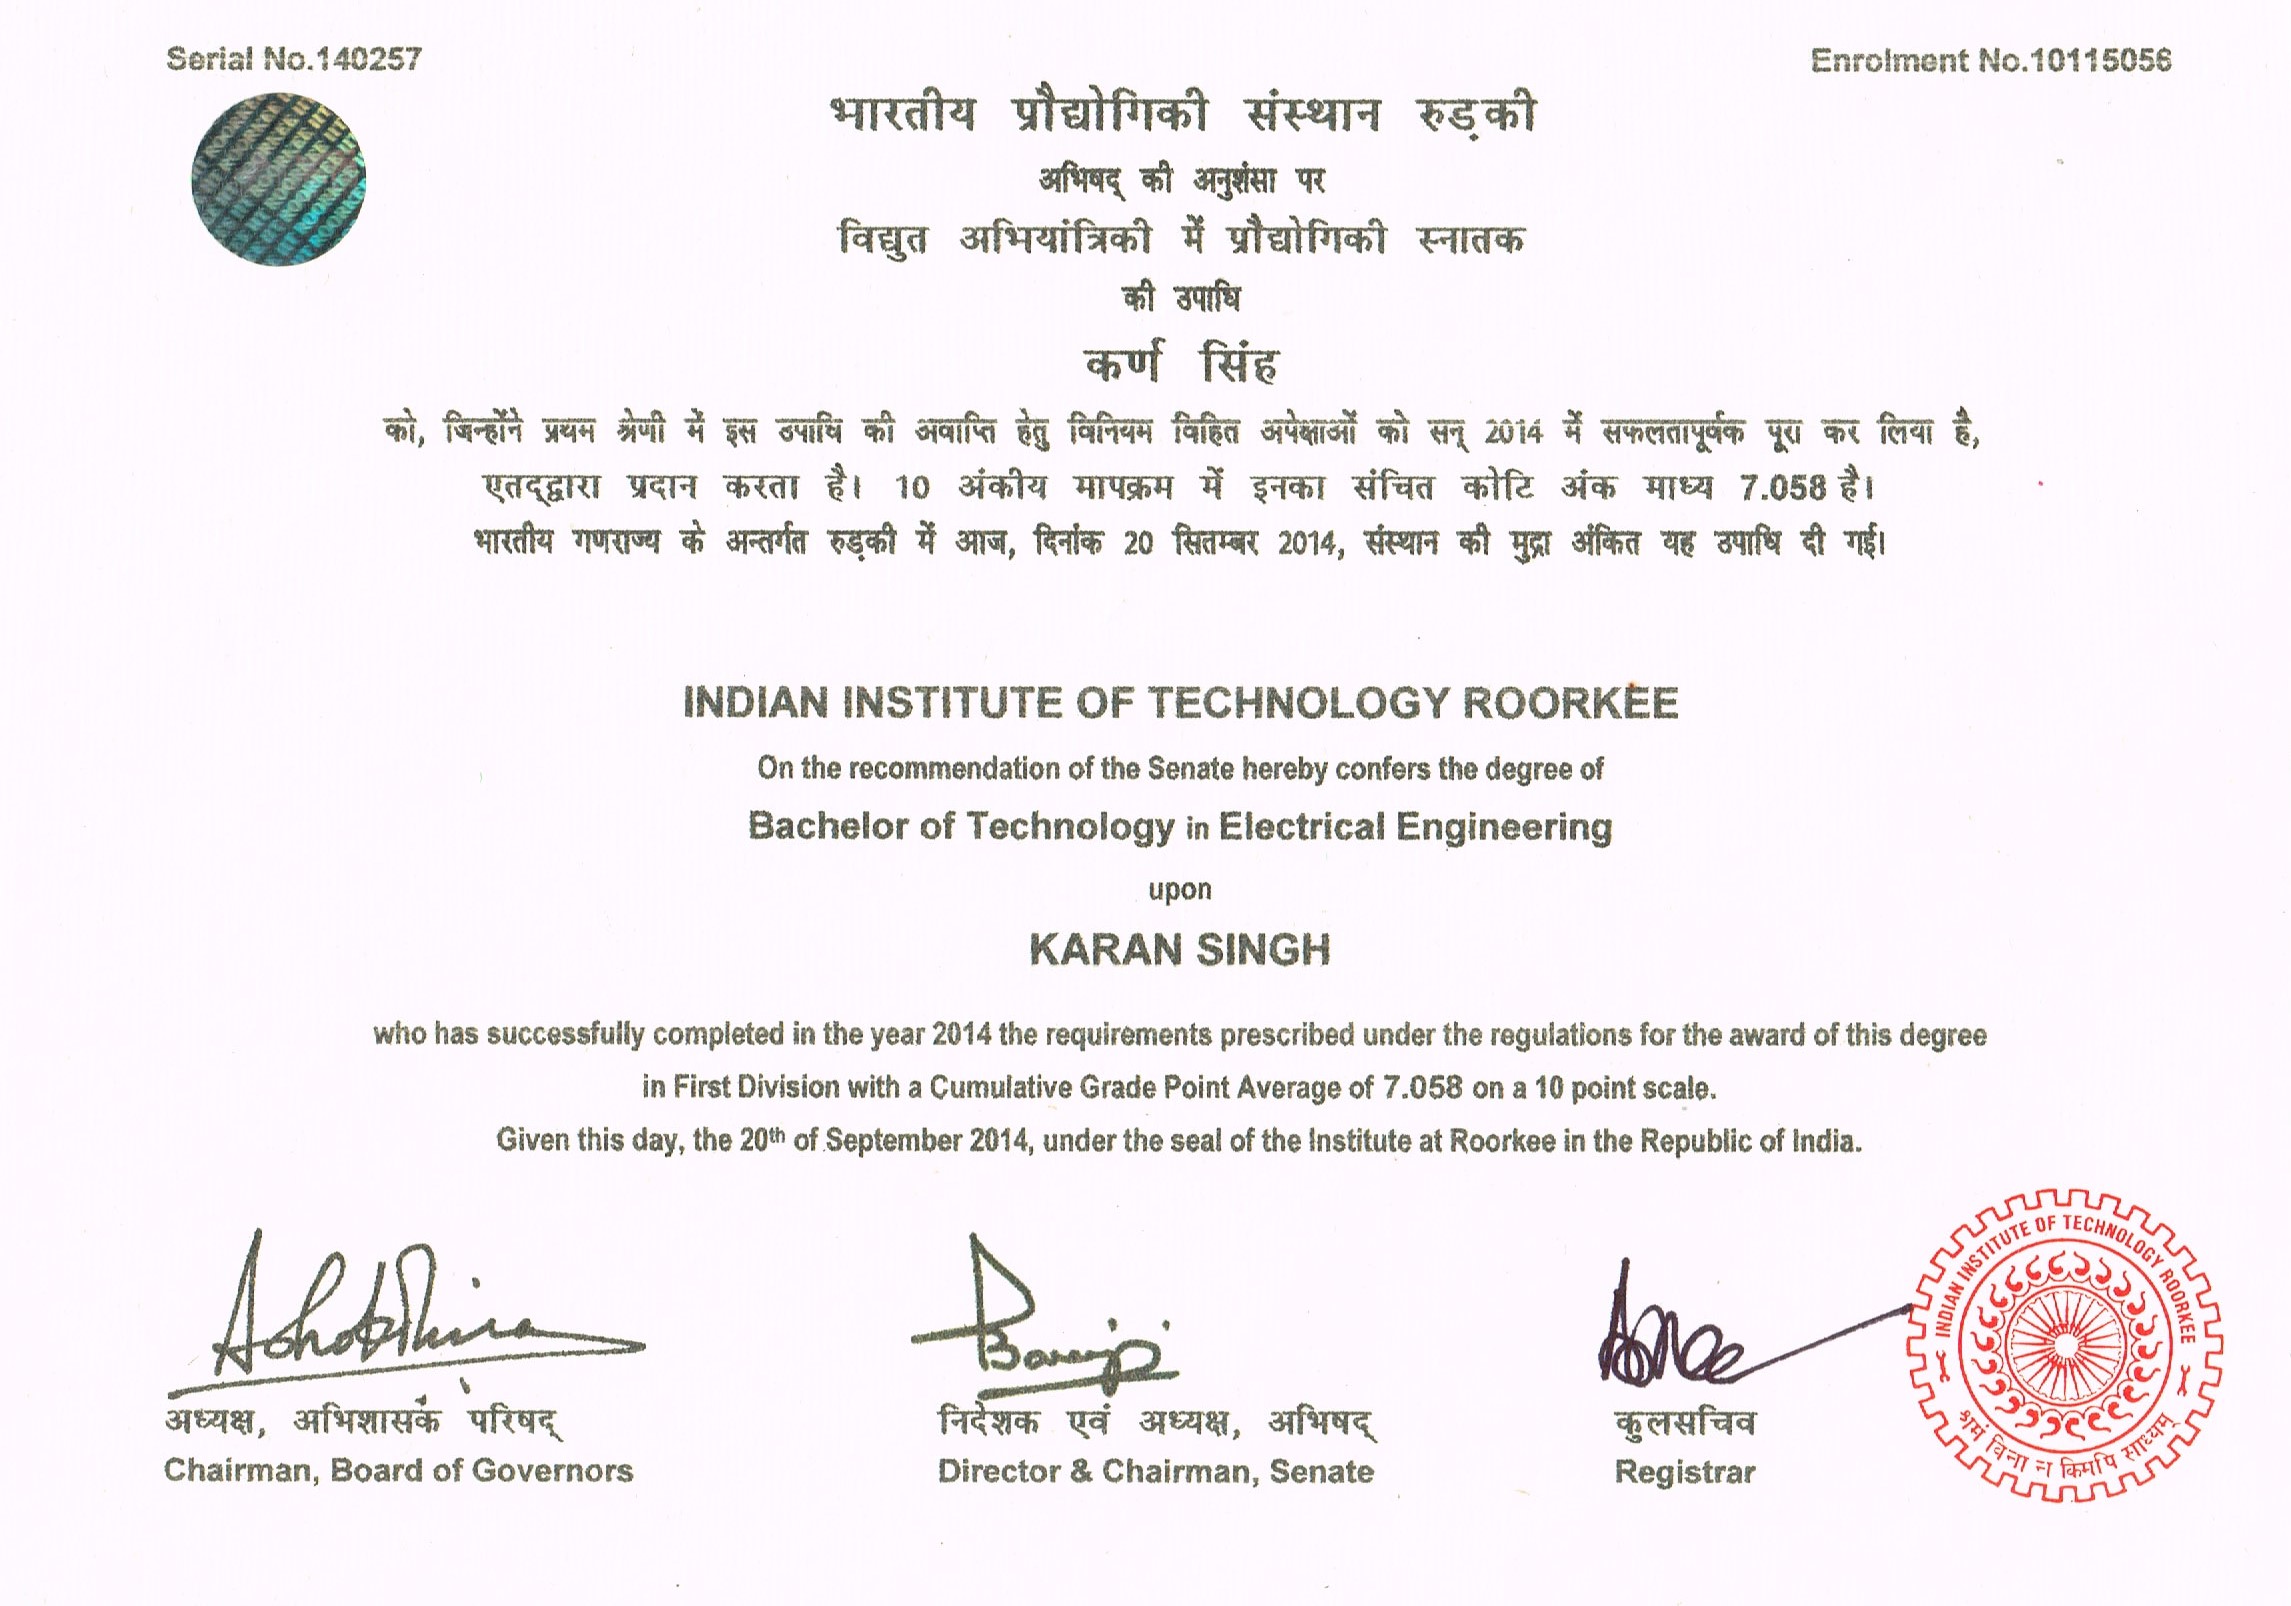 Serial No.140257
Enrolment No.10115056
भारतीय प्रौद्योगिकी संस्थान रुड़की
अभिषद् की अनुशंसा पर
विद्युत अभियांत्रिकी में प्रौद्योगिकी स्नातक
की उपाधि
कर्ण सिंह
को, जिन्होंने प्रथम श्रेणी में इस उपाधि की अवाप्ति हेतु विनियम विहित अपेक्षाओं को सन् 2014 में सफलतापूर्वक पूरा कर लिया है,
एतद्द्वारा प्रदान करता है। 10 अंकीय मापक्रम में इनका संचित कोटि अंक माध्य 7.058 है।
भारतीय गणराज्य के अन्तर्गत रुड़की में आज, दिनांक 20 सितम्बर 2014, संस्थान की मुद्रा अंकित यह उपाधि दी गई।
INDIAN INSTITUTE OF TECHNOLOGY ROORKEE
On the recommendation of the Senate hereby confers the degree of
Bachelor of Technology in Electrical Engineering
upon
KARAN SINGH
who has successfully completed in the year 2014 the requirements prescribed under the regulations for the award of this degree
in First Division with a Cumulative Grade Point Average of 7.058 on a 10 point scale.
Given this day, the 20th of September 2014, under the seal of the Institute at Roorkee in the Republic of India.
INDIAN INSTITUTE OF TECHNOLOGY ROORKEE
श्रमं विना न किमपि साध्यम्
अध्यक्ष, अभिशासक परिषद्
Chairman, Board of Governors
निदेशक एवं अध्यक्ष, अभिषद्
Director & Chairman, Senate
कुलसचिव
Registrar